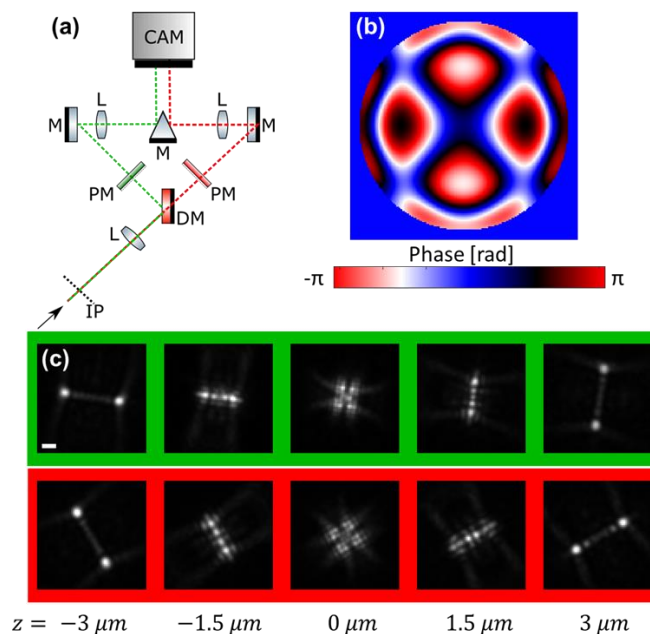 (a)
CAM
L
L
M
M
M
PM
PM
DM
L
IP
(b)
Phase [rad]
-π
π
(c)
z = −3 μm
−1.5 μm
0 μm
1.5 μm
3 μm